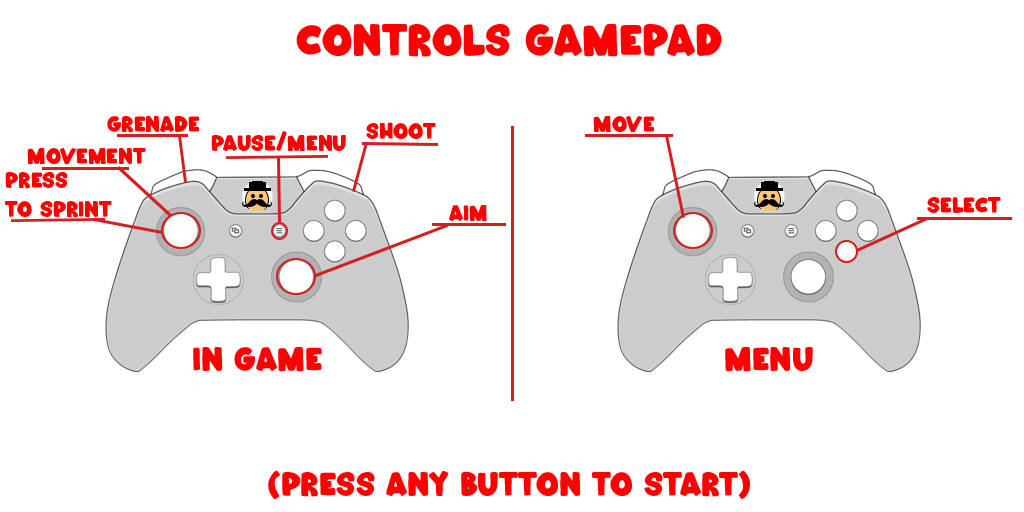 CONTROLS GAMEPAD
GRENADE
MOVEMENT
PRESS
TO SPRINT
PAUSE/MENU
SHOOT
AIM
IN GAME
MOVE
SELECT
MENU
(PRESS ANY BUTTON TO START)